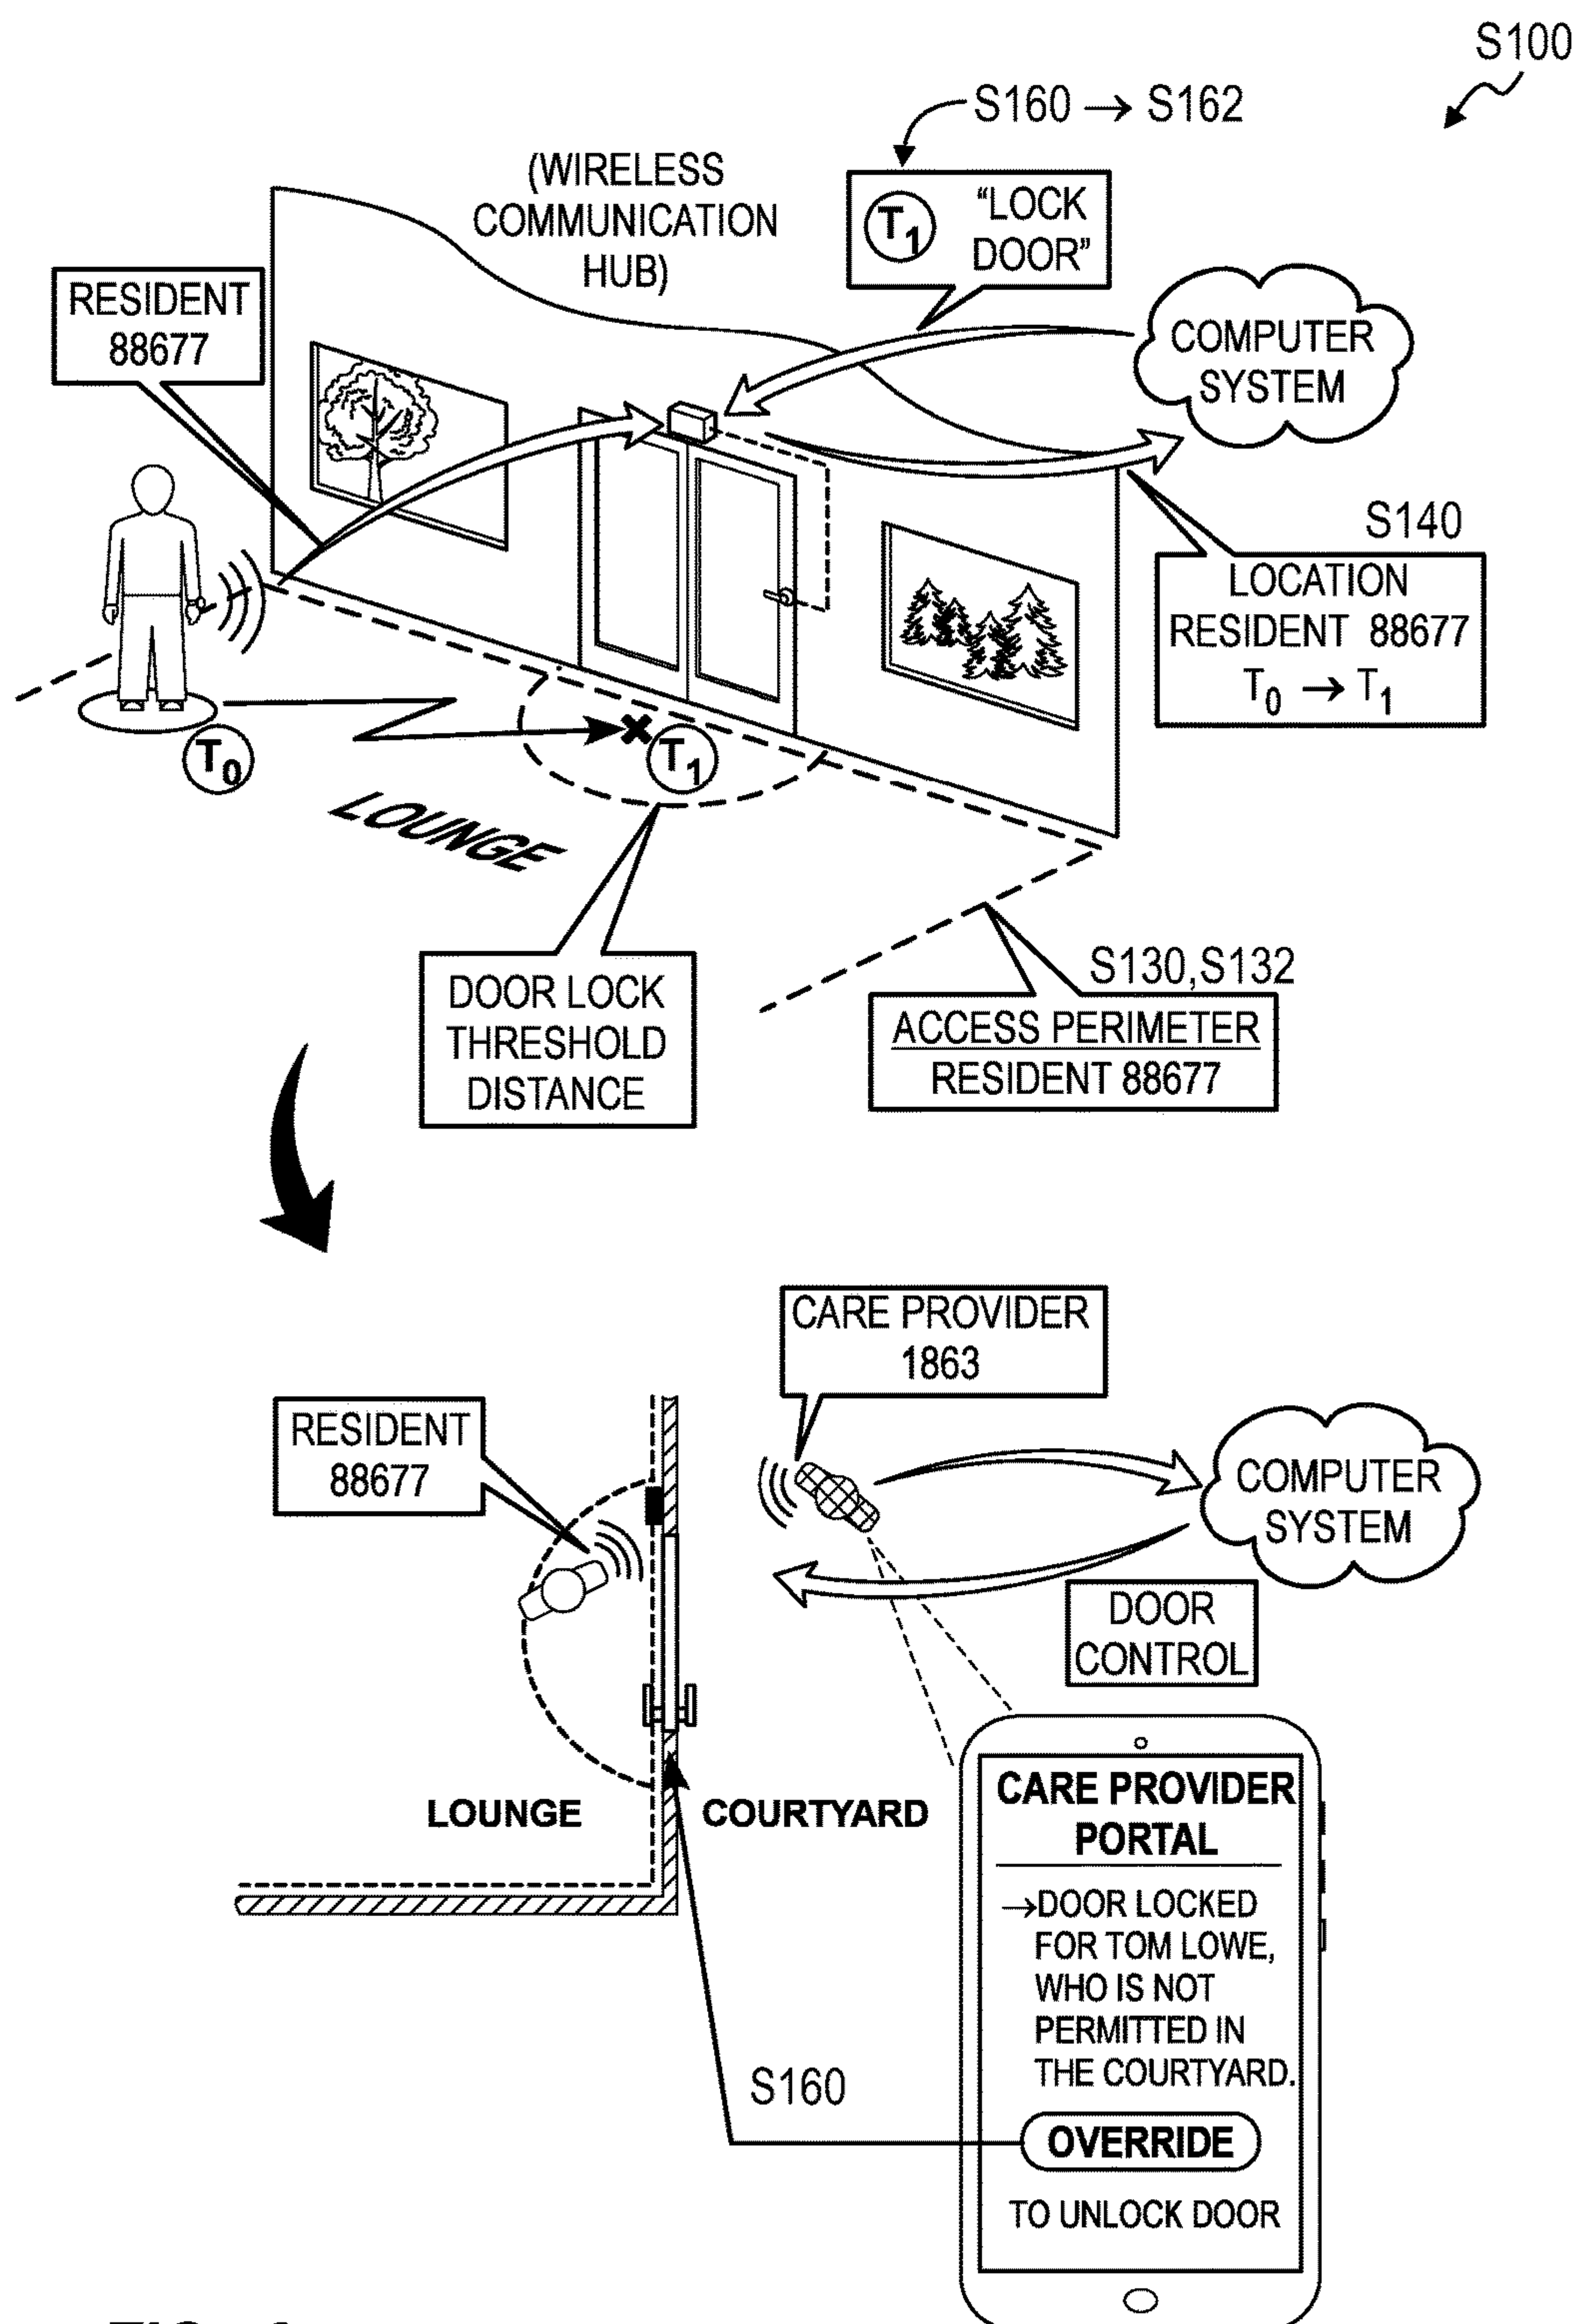 S100
S160 → S162
(WIRELESS
COMMUNICATION
HUB)
T1 "LOCK
DOOR"
RESIDENT
88677
COMPUTER
SYSTEM
S140
LOCATION
RESIDENT 88677
T0 → T1
T0
T1
LOUNGE
DOOR LOCK
THRESHOLD
DISTANCE
S130,S132
ACCESS PERIMETER
RESIDENT 88677
CARE PROVIDER
1863
RESIDENT
88677
COMPUTER
SYSTEM
DOOR
CONTROL
LOUNGE
COURTYARD
CARE PROVIDER
PORTAL
→DOOR LOCKED
FOR TOM LOWE,
WHO IS NOT
PERMITTED IN
THE COURTYARD.
S160
OVERRIDE
TO UNLOCK DOOR